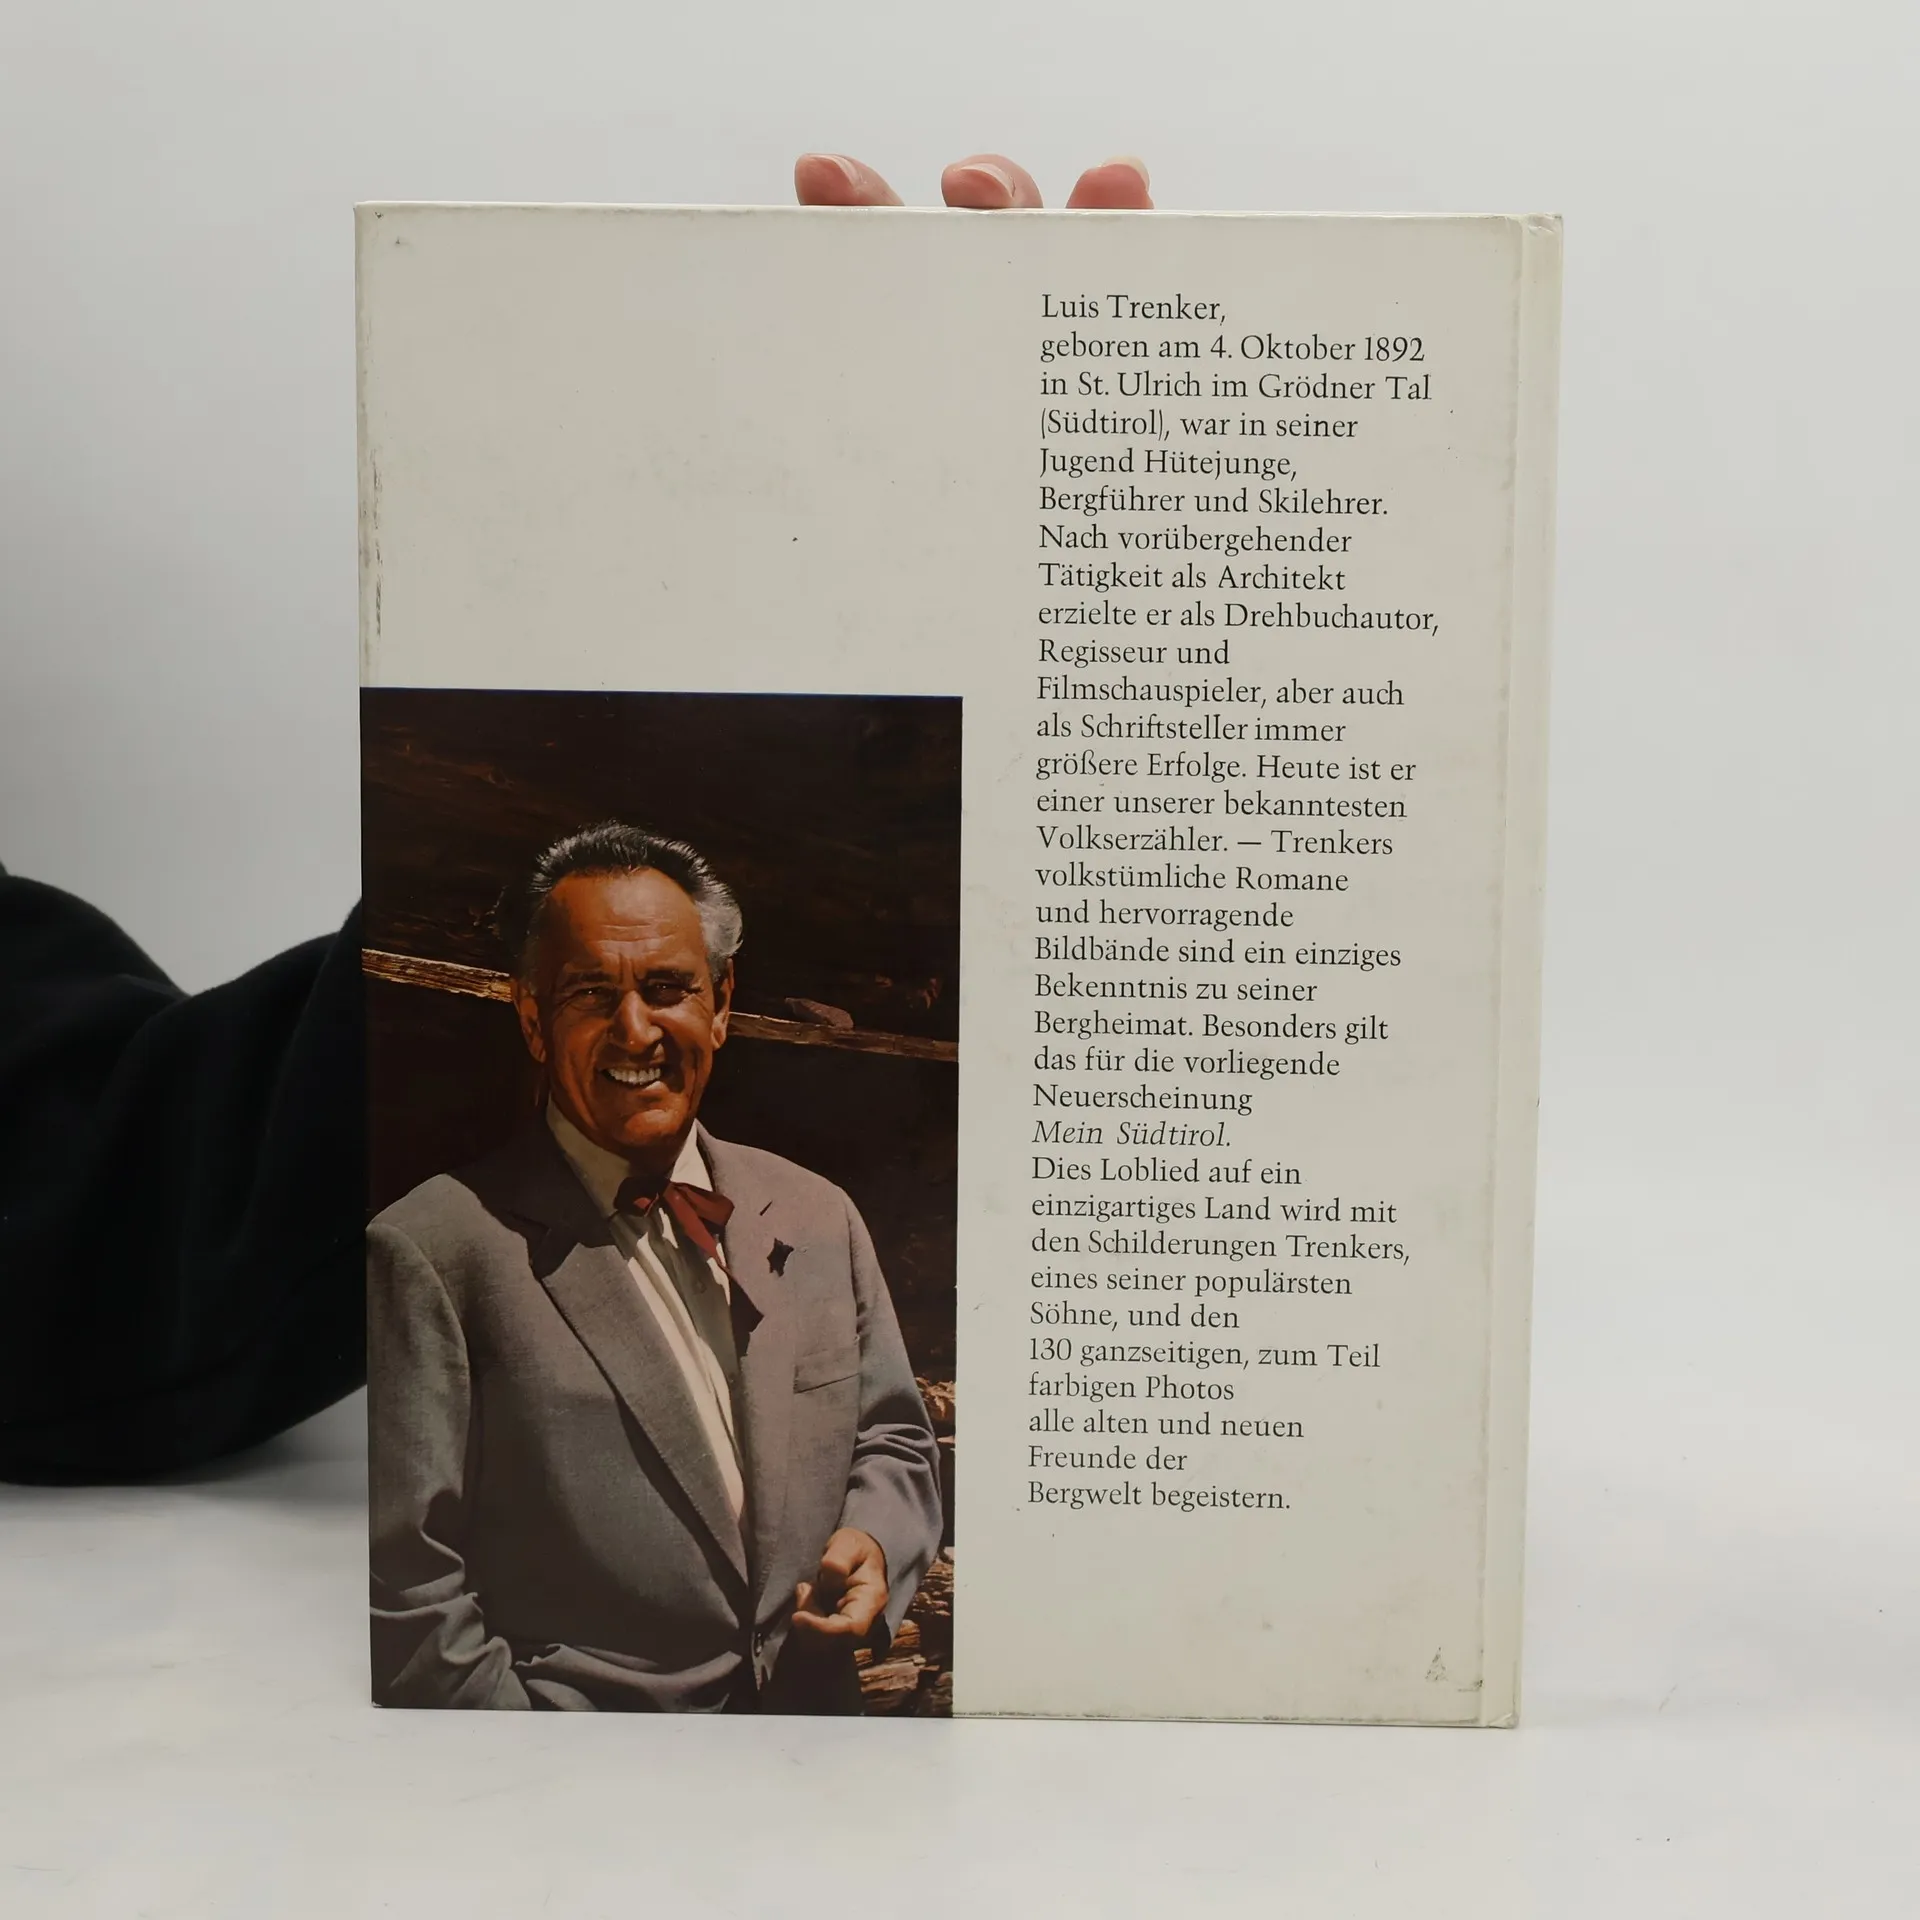 Luis Trenker,
geboren am 4. Oktober 1892
in St. Ulrich im Grödner Tal
(Südtirol), war in seiner
Jugend Hütejunge,
Bergführer und Skilehrer.
Nach vorübergehender
Tätigkeit als Architekt
erzielte er als Drehbuchautor,
Regisseur und
Filmschauspieler, aber auch
als Schriftsteller immer
größere Erfolge. Heute ist er
einer unserer bekanntesten
Volkserzähler. — Trenkers
volkstümliche Romane
und hervorragende
Bildbände sind ein einziges
Bekenntnis zu seiner
Bergheimat. Besonders gilt
das für die vorliegende
Neuerscheinung
Mein Südtirol.
Dies Loblied auf ein
einzigartiges Land wird mit
den Schilderungen Trenkers,
eines seiner populärsten
Söhne, und den
130 ganzseitigen, zum Teil
farbigen Photos
alle alten und neuen
Freunde der
Bergwelt begeistern.